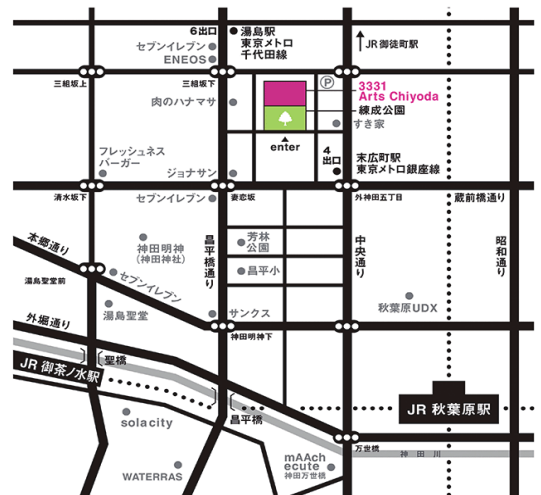 6出口
湯島駅
東京メトロ
千代田線
セブンイレブン
ENEOS
JR御徒町駅
三組坂上
三組坂下
P
3331
Arts Chiyoda
練成公園
肉のハナマサ
すき家
enter
4
出口
末広町駅
東京メトロ銀座線
フレッシュネス
バーガー
ジョナサン
清水坂下
セブンイレブン
妻恋坂
外神田五丁目
蔵前橋通り
本郷通り
神田明神
(神田神社)
昌平橋通り
芳林
公園
昌平小
中央通り
昭和通り
湯島聖堂前
セブンイレブン
湯島聖堂
サンクス
秋葉原UDX
外堀通り
神田明神下
聖橋
JR 御茶ノ水駅
JR 秋葉原駅
昌平橋
solacity
万世橋
神田川
WATERRAS
mAAch
ecute
神田万世橋